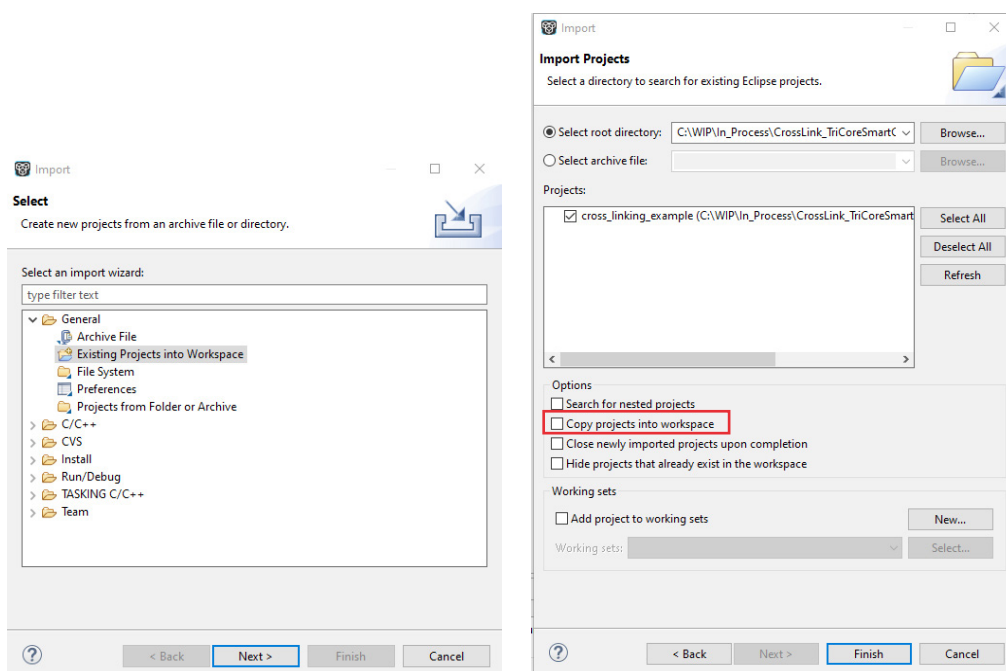 Import
Select
Create new projects from an archive file or directory.
Select an import wizard:
type filter text
General
Archive File
Existing Projects into Workspace
File System
Preferences
Projects from Folder or Archive
C/C++
CVS
Install
Run/Debug
TASKING C/C++
Team
? < Back Next > Finish Cancel
Import
Import Projects
Select a directory to search for existing Eclipse projects.
Select root directory: C:\WIP\In_Process\CrossLink_TriCoreSmartC Browse...
Select archive file: Browse...
Projects:
cross_linking_example (C:\WIP\In_Process\CrossLink_TriCoreSmart
Select All
Deselect All
Refresh
Options
Search for nested projects
Copy projects into workspace
Close newly imported projects upon completion
Hide projects that already exist in the workspace
Working sets
Add project to working sets New...
Working sets: Select...
? < Back Next > Finish Cancel